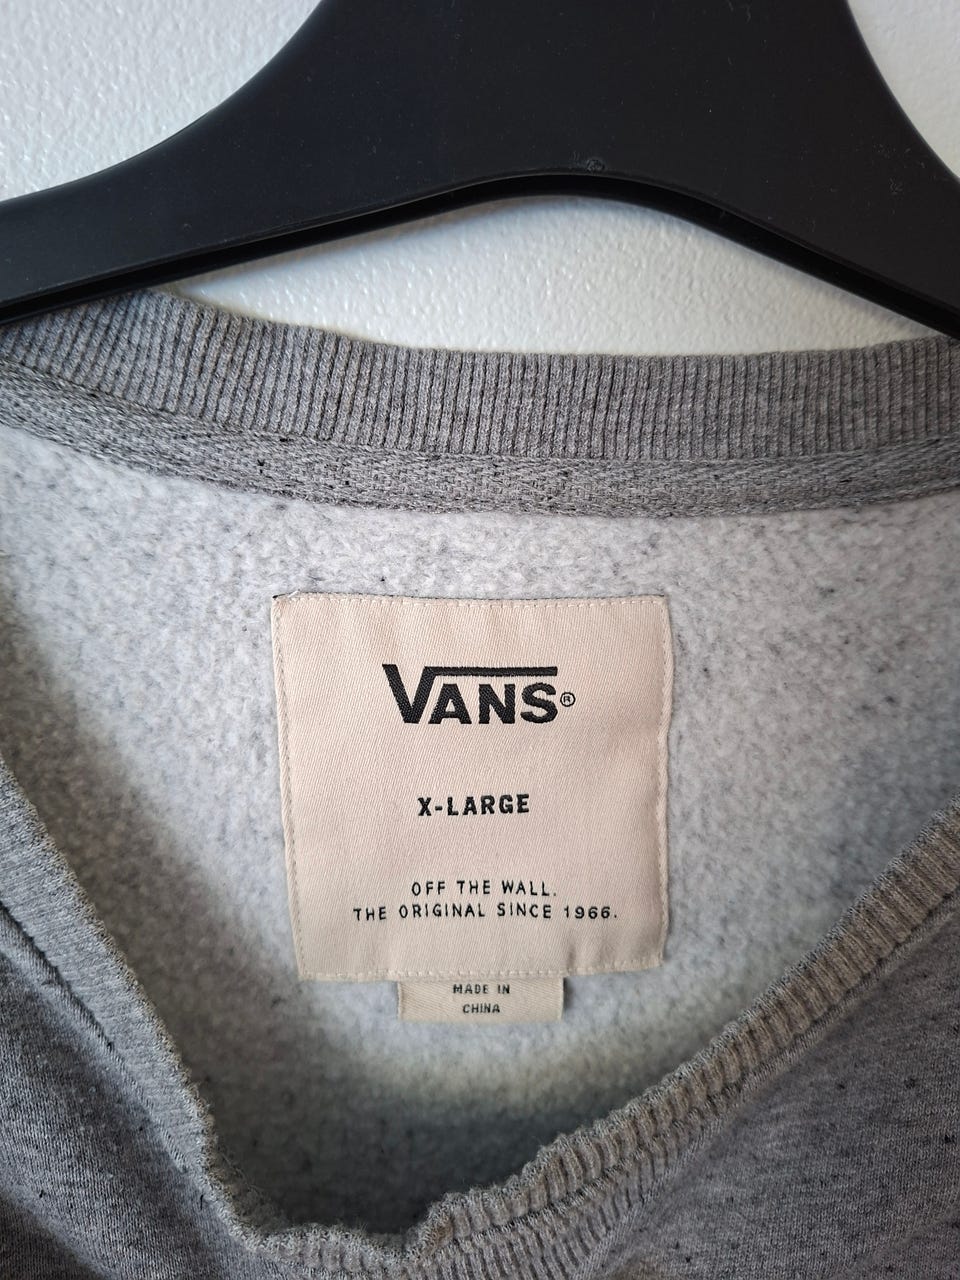 VANS®
X-LARGE
OFF THE WALL.
THE ORIGINAL SINCE 1966.
MADE IN
CHINA